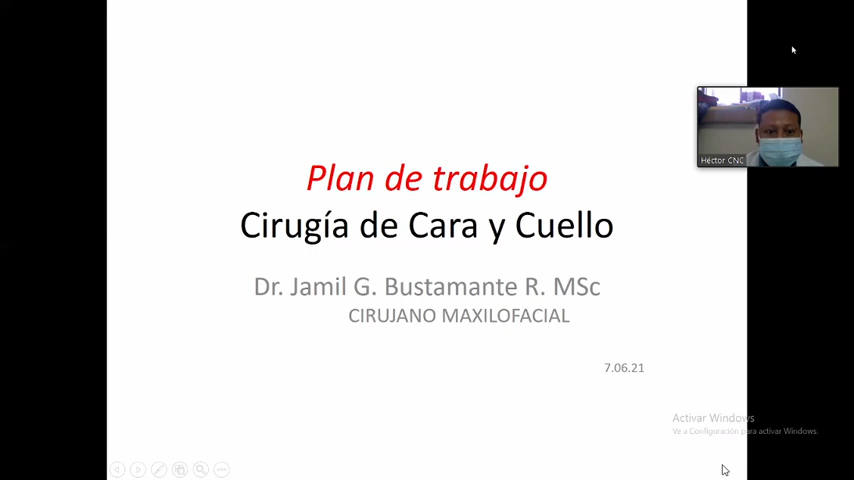 Plan de trabajo
Cirugía de Cara y Cuello
Dr. Jamil G. Bustamante R. MSc
CIRUJANO MAXILOFACIAL
7.06.21
Héctor CNC
Activar Windows
Ve a Configuración para activar Windows.